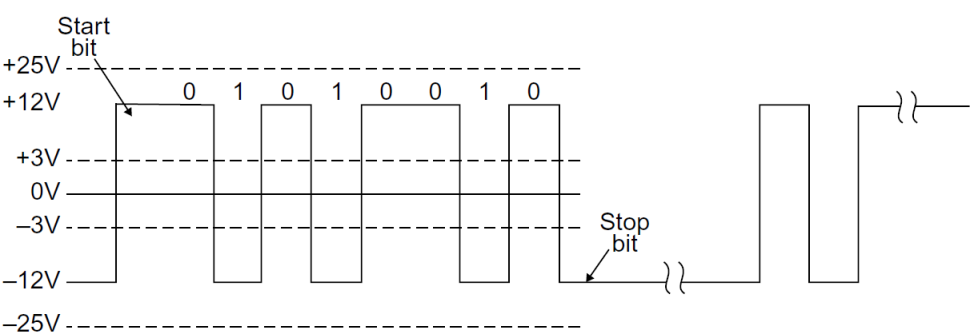 Start
bit
+25V
0 1 0 1 0 0 1 0
+12V
+3V
0V
–3V
Stop
bit
–12V
–25V